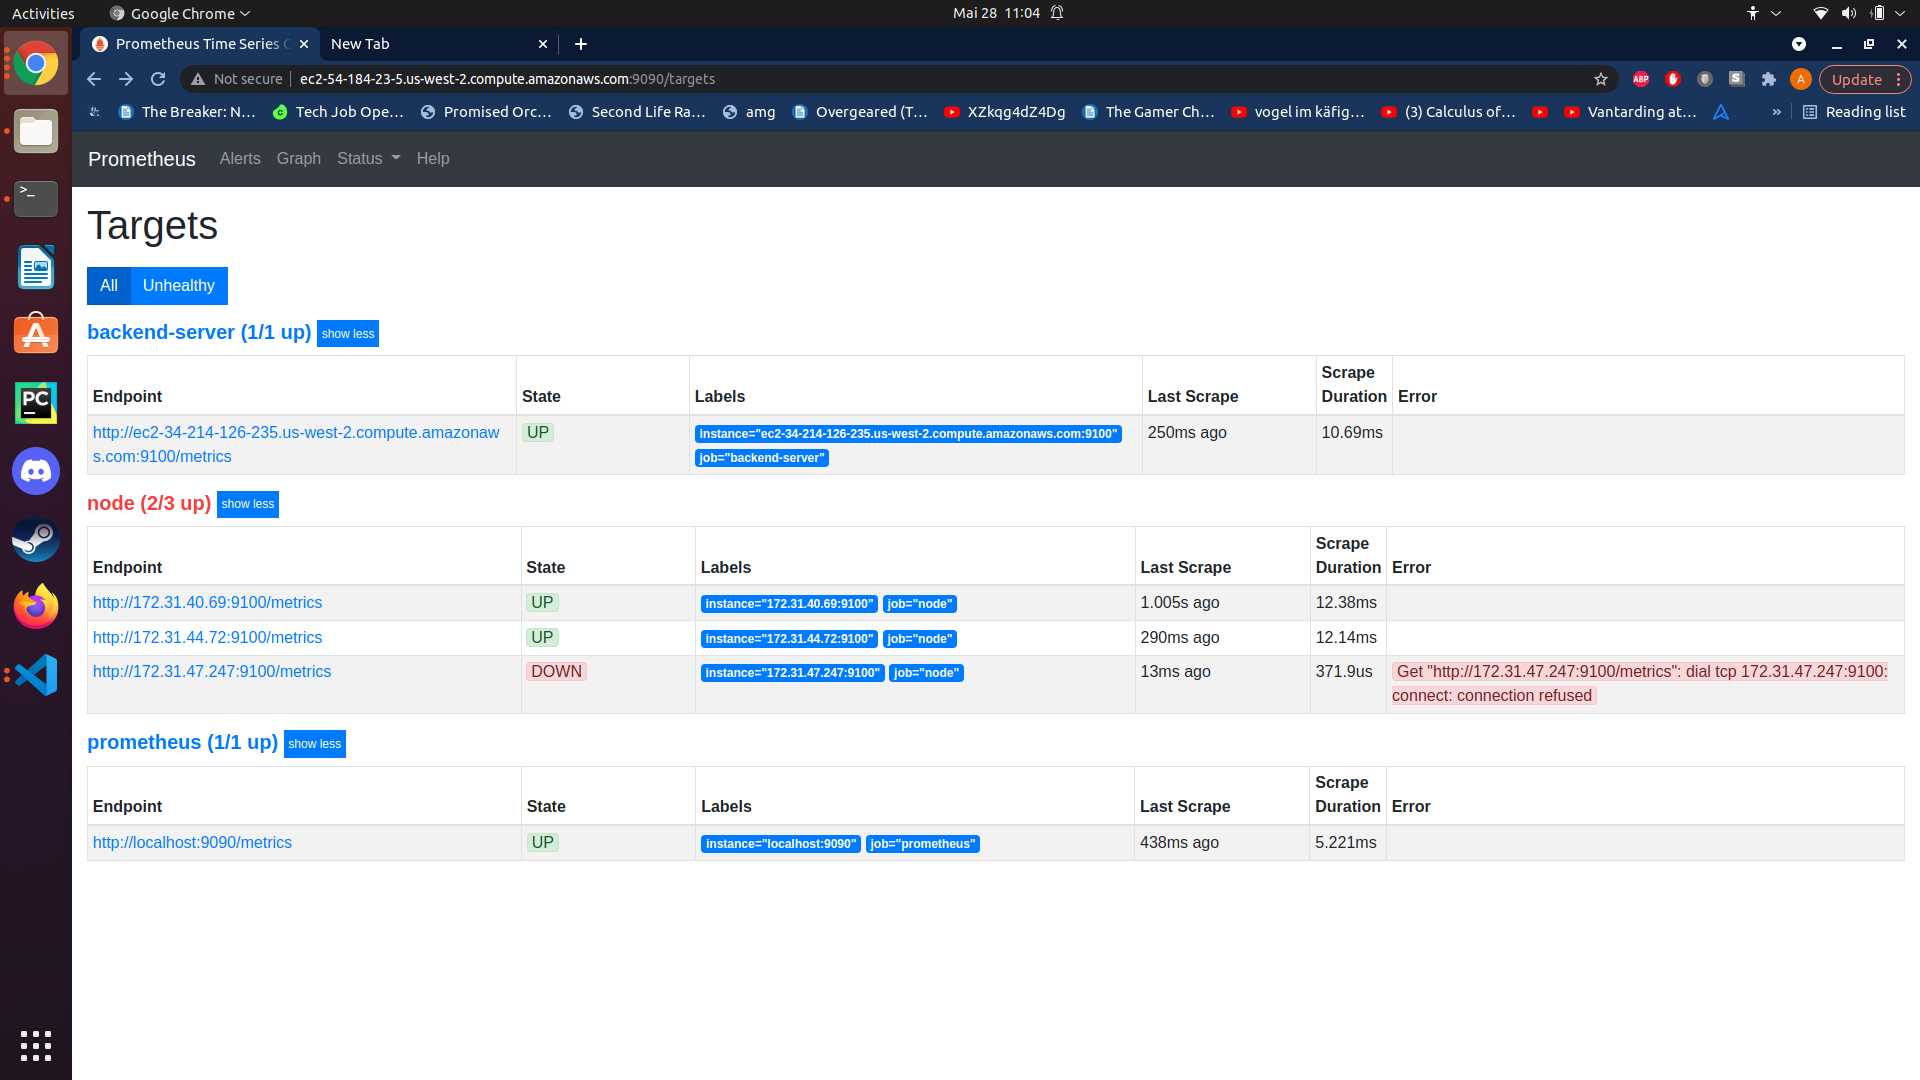 Activities Google Chrome Mai 28 11:04
Prometheus Time Series C New Tab
Not secure ec2-54-184-23-5.us-west-2.compute.amazonaws.com:9090/targets ABP S A Update
The Breaker: N… Tech Job Ope… Promised Orc… Second Life Ra… amg Overgeared (T… XZkqg4dZ4Dg The Gamer Ch… vogel im käfig… (3) Calculus of… Vantarding at… » Reading list
Prometheus Alerts Graph Status Help
Targets
All Unhealthy
backend-server (1/1 up) show less
Endpoint State Labels Last Scrape Scrape Duration Error
http://ec2-34-214-126-235.us-west-2.compute.amazonaw UP instance="ec2-34-214-126-235.us-west-2.compute.amazonaws.com:9100" 250ms ago 10.69ms
s.com:9100/metrics job="backend-server"
node (2/3 up) show less
Endpoint State Labels Last Scrape Scrape Duration Error
http://172.31.40.69:9100/metrics UP instance="172.31.40.69:9100" job="node" 1.005s ago 12.38ms
http://172.31.44.72:9100/metrics UP instance="172.31.44.72:9100" job="node" 290ms ago 12.14ms
http://172.31.47.247:9100/metrics DOWN instance="172.31.47.247:9100" job="node" 13ms ago 371.9us Get "http://172.31.47.247:9100/metrics": dial tcp 172.31.47.247:9100:
connect: connection refused
prometheus (1/1 up) show less
Endpoint State Labels Last Scrape Scrape Duration Error
http://localhost:9090/metrics UP instance="localhost:9090" job="prometheus" 438ms ago 5.221ms